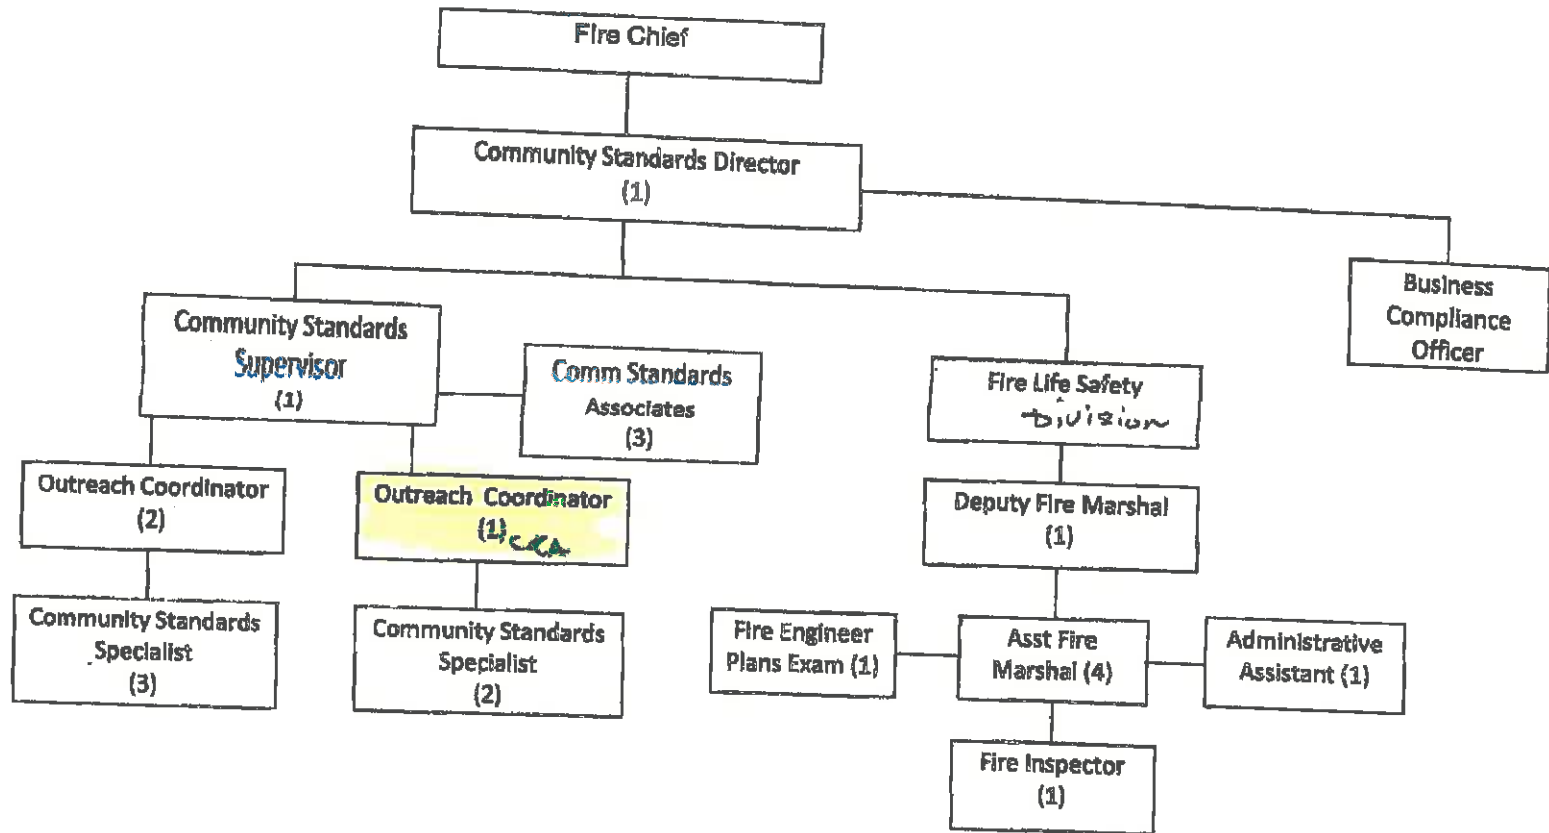 Fire Chief
Community Standards Director
(1)
Business
Compliance
Officer
Community Standards
Supervisor
(1)
Comm Standards
Associates
(3)
Fire Life Safety
Division
Outreach Coordinator
(2)
Outreach Coordinator
(1)
Deputy Fire Marshal
(1)
Community Standards
Specialist
(3)
Community Standards
Specialist
(2)
Fire Engineer
Plans Exam (1)
Asst Fire
Marshal (4)
Administrative
Assistant (1)
Fire Inspector
(1)